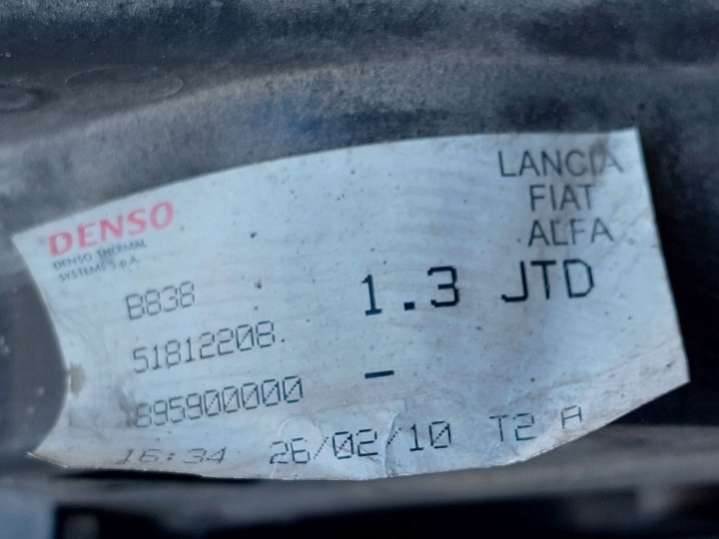 DENSO
DENSO THERMAL
SYSTEMS S.p.A.
LANCIA
FIAT
ALFA
B838
1.3 JTD
51812208.
895900000 -
16:34 26/02/10 T2 A